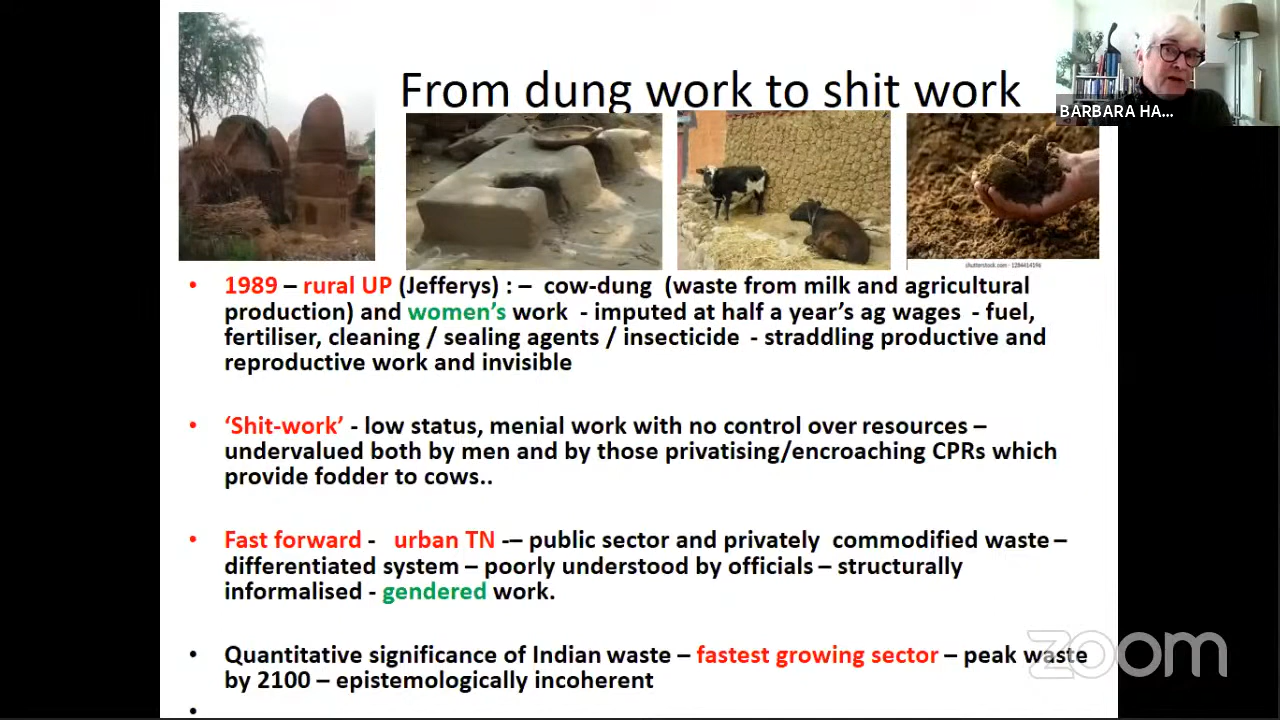 From dung work to shit work
BARBARA HA...
shutterstock.com · 1284414196
• 1989 – rural UP (Jefferys) : – cow-dung (waste from milk and agricultural
production) and women's work - imputed at half a year's ag wages - fuel,
fertiliser, cleaning / sealing agents / insecticide - straddling productive and
reproductive work and invisible
• 'Shit-work' - low status, menial work with no control over resources –
undervalued both by men and by those privatising/encroaching CPRs which
provide fodder to cows..
• Fast forward - urban TN -– public sector and privately commodified waste –
differentiated system – poorly understood by officials – structurally
informalised - gendered work.
• Quantitative significance of Indian waste – fastest growing sector – peak waste
by 2100 – epistemologically incoherent
•
zoom